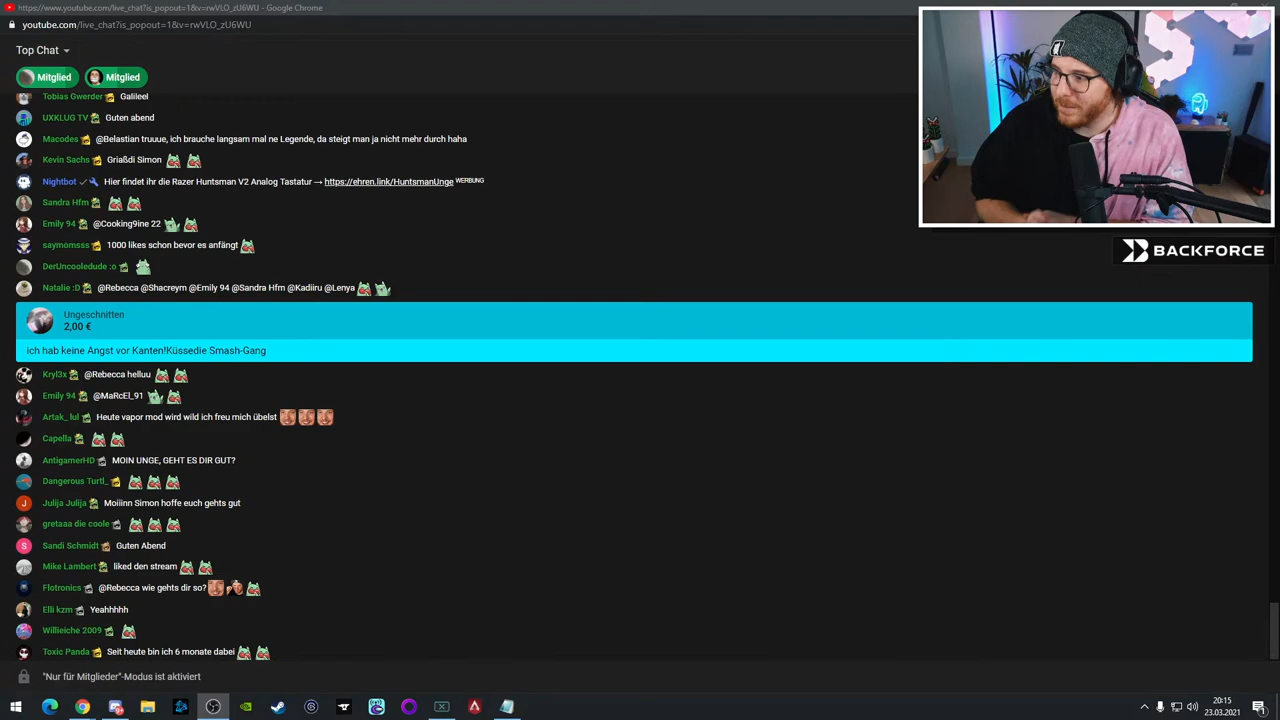 https://www.youtube.com/live_chat?is_popout=1&v=rwVLO_zU6WU - Google Chrome
youtube.com/live_chat?is_popout=1&v=rwVLO_zU6WU
Top Chat
Mitglied Mitglied
Tobias Gwerder Galileel
UXKLUG TV Guten abend
Macodes @Belastian truuue, ich brauche langsam mal ne Legende, da steigt man ja nicht mehr durch haha
Kevin Sachs Griaßdi Simon
Nightbot Hier findet ihr die Razer Huntsman V2 Analog Tastatur → https://ehren.link/HuntsmanUnge WERBUNG
Sandra Hfm
Emily 94 @Cooking9ine 22
saymomsss 1000 likes schon bevor es anfängt
DerUncooledude :o
Natalie :D @Rebecca @Shacreym @Emily 94 @Sandra Hfm @Kadiiru @Lenya
Ungeschnitten
2,00 €
ich hab keine Angst vor Kanten!Küssedie Smash-Gang
Kryl3x @Rebecca helluu
Emily 94 @MaRcEl_91
Artak_ lul Heute vapor mod wird wild ich freu mich übelst
Capella
AntigamerHD MOIN UNGE, GEHT ES DIR GUT?
Dangerous Turtl_
Julija Julija Moiinn Simon hoffe euch gehts gut
gretaaa die coole
Sandi Schmidt Guten Abend
Mike Lambert liked den stream
Flotronics @Rebecca wie gehts dir so?
Elli kzm Yeahhhhh
Willieiche 2009
Toxic Panda Seit heute bin ich 6 monate dabei
"Nur für Mitglieder"-Modus ist aktiviert
BACKFORCE
20:15
23.03.2021